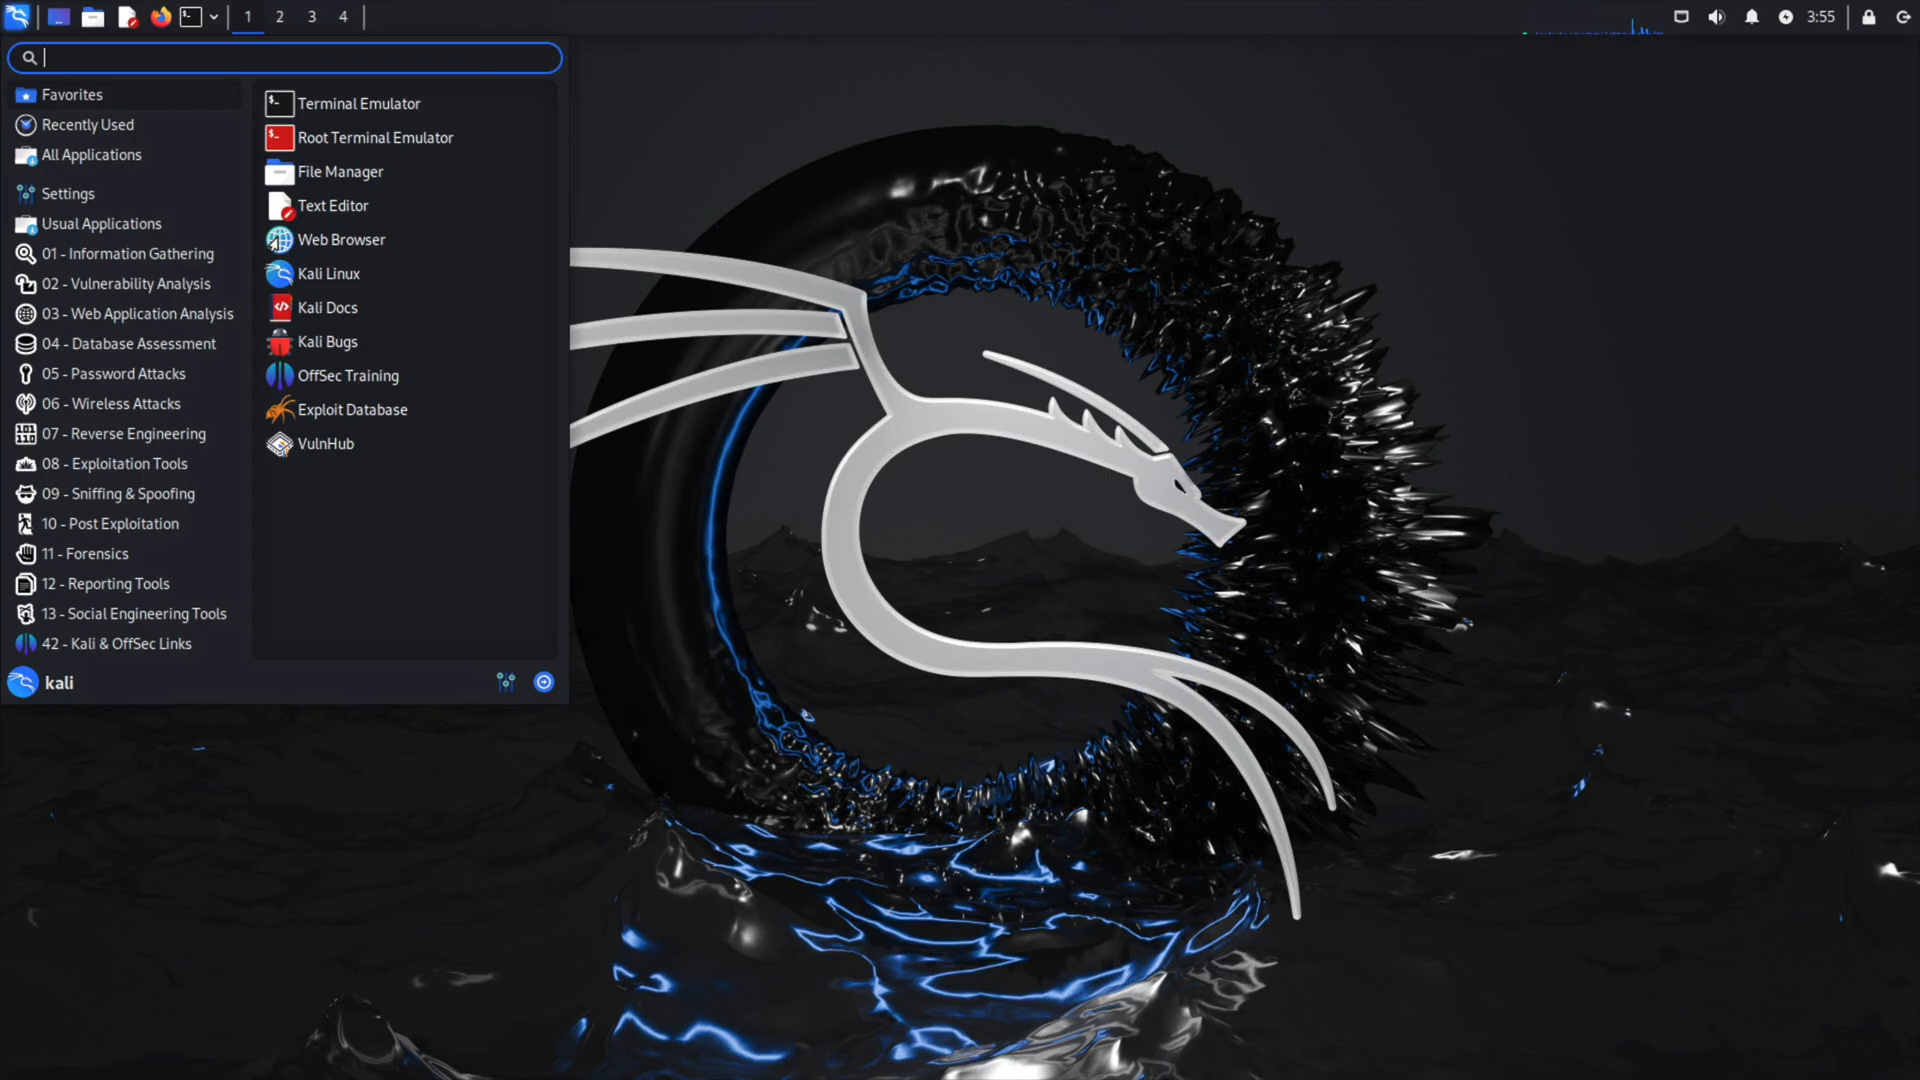 1 2 3 4
3:55
Favorites
Recently Used
All Applications
Settings
Usual Applications
01 - Information Gathering
02 - Vulnerability Analysis
03 - Web Application Analysis
04 - Database Assessment
05 - Password Attacks
06 - Wireless Attacks
07 - Reverse Engineering
08 - Exploitation Tools
09 - Sniffing & Spoofing
10 - Post Exploitation
11 - Forensics
12 - Reporting Tools
13 - Social Engineering Tools
42 - Kali & OffSec Links
$- Terminal Emulator
$- Root Terminal Emulator
File Manager
Text Editor
Web Browser
Kali Linux
Kali Docs
Kali Bugs
OffSec Training
Exploit Database
VulnHub
kali